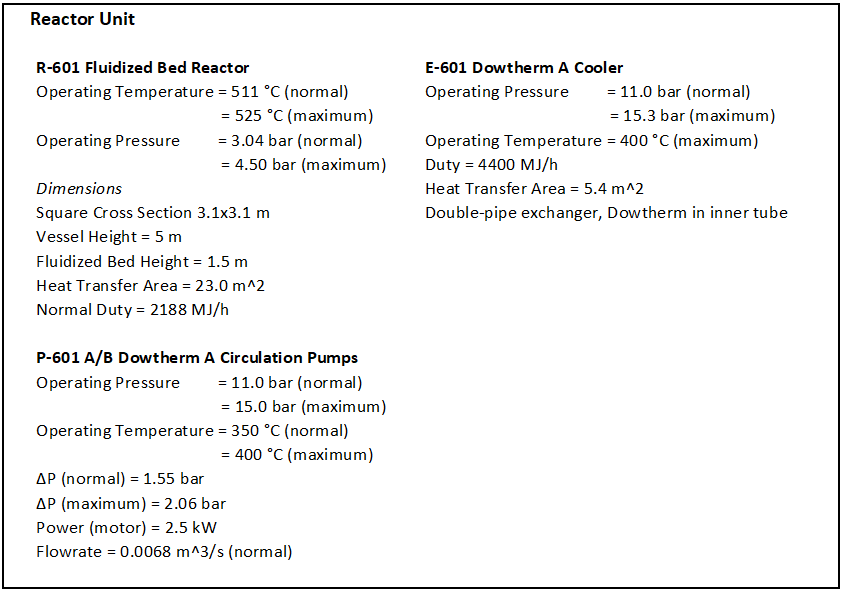 Reactor Unit
R-601 Fluidized Bed Reactor
Operating Temperature = 511 °C (normal)
= 525 °C (maximum)
Operating Pressure = 3.04 bar (normal)
= 4.50 bar (maximum)
Dimensions
Square Cross Section 3.1x3.1 m
Vessel Height = 5 m
Fluidized Bed Height = 1.5 m
Heat Transfer Area = 23.0 m^2
Normal Duty = 2188 MJ/h
P-601 A/B Dowtherm A Circulation Pumps
Operating Pressure = 11.0 bar (normal)
= 15.0 bar (maximum)
Operating Temperature = 350 °C (normal)
= 400 °C (maximum)
ΔP (normal) = 1.55 bar
ΔP (maximum) = 2.06 bar
Power (motor) = 2.5 kW
Flowrate = 0.0068 m^3/s (normal)
E-601 Dowtherm A Cooler
Operating Pressure = 11.0 bar (normal)
= 15.3 bar (maximum)
Operating Temperature = 400 °C (maximum)
Duty = 4400 MJ/h
Heat Transfer Area = 5.4 m^2
Double-pipe exchanger, Dowtherm in inner tube